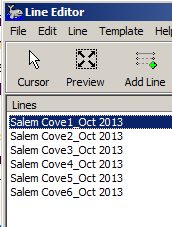 Line Editor
File Edit Line Template Hel
Cursor Preview Add Line
Lines
Salem Cove1_Oct 2013
Salem Cove2_Oct 2013
Salem Cove3_Oct 2013
Salem Cove4_Oct 2013
Salem Cove5_Oct 2013
Salem Cove6_Oct 2013